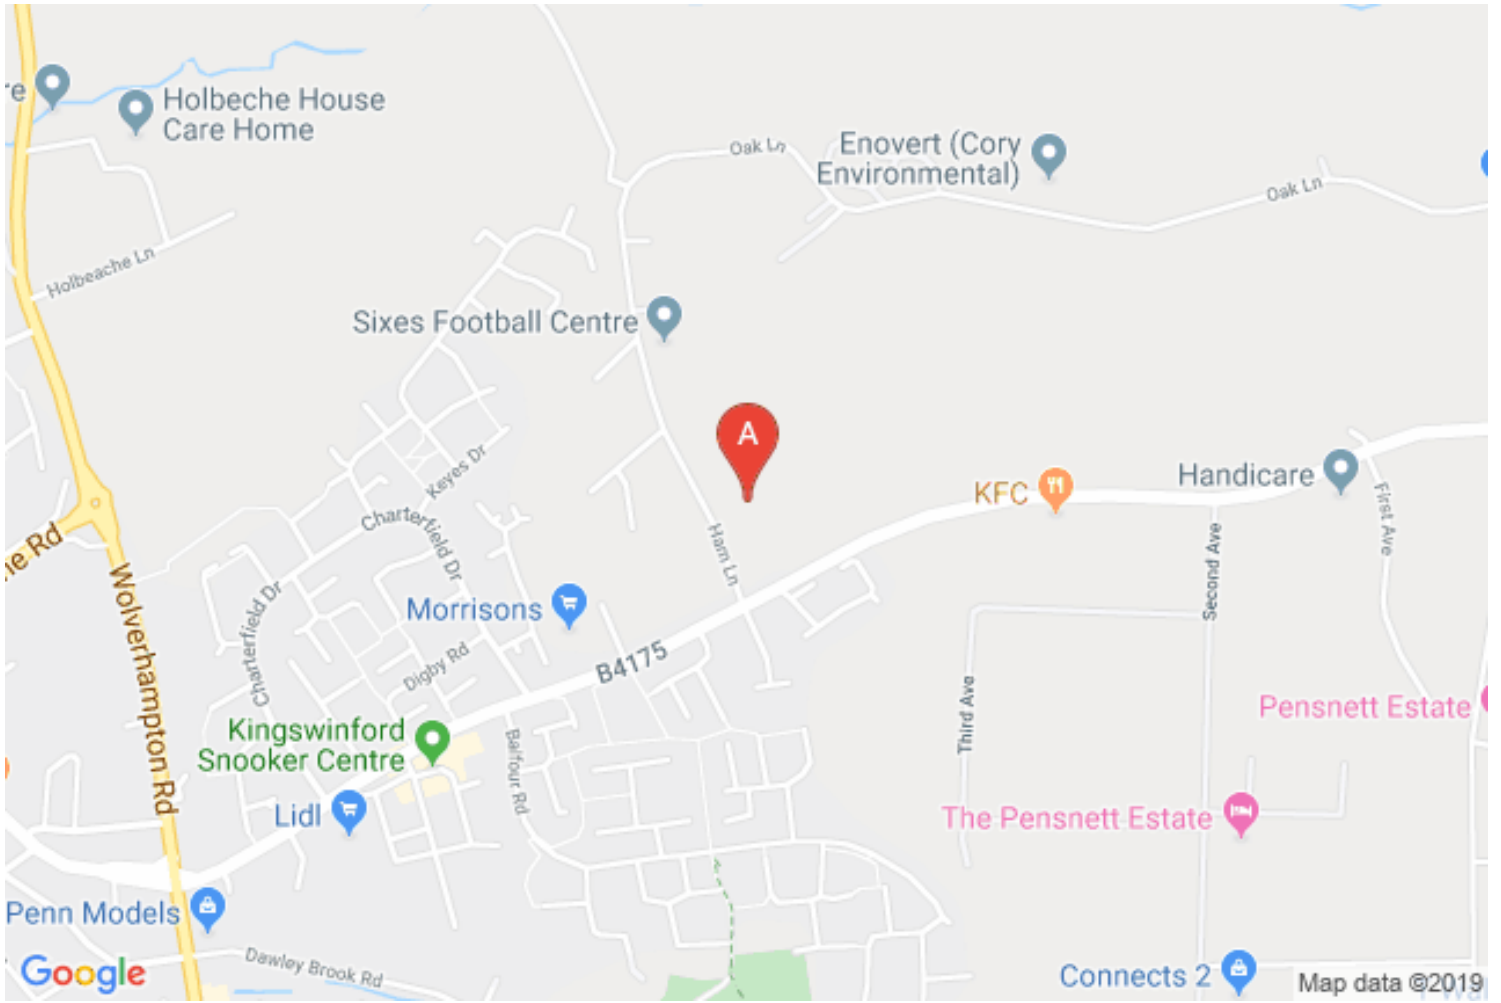 re
Holbeche House
Care Home
Oak Ln
Enovert (Cory
Environmental)
Oak Ln
Holbeache Ln
Sixes Football Centre
A
Keyes Dr
KFC
Handicare
First Ave
Charterfield Dr
Ham Ln
ne Rd
Second Ave
Wolverhampton Rd
Charterfield Dr
Morrisons
B4175
Digby Rd
Third Ave
Pensnett Estate
Kingswinford
Snooker Centre
Balfour Rd
Lidl
The Pensnett Estate
Penn Models
Dawley Brook Rd
Google
Connects 2
Map data ©2019